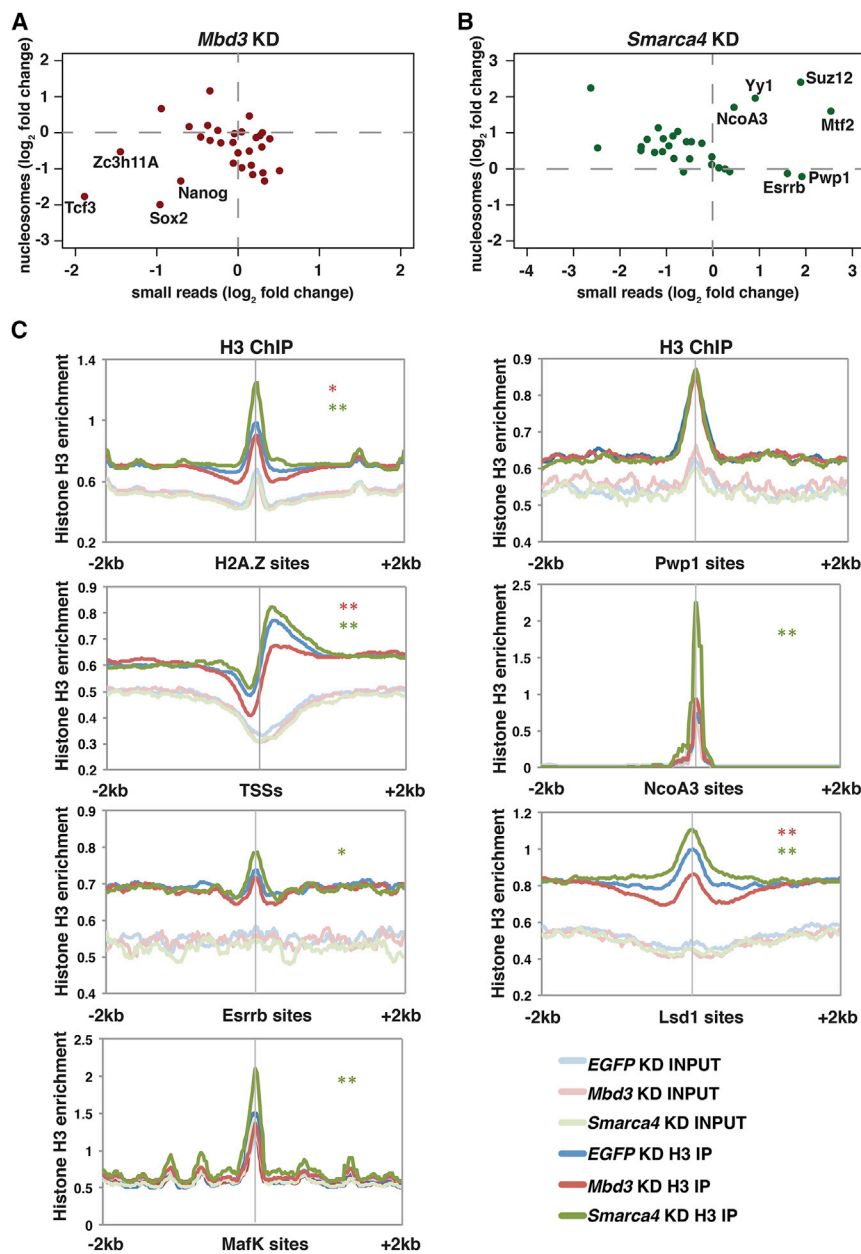 A
Mbd3 KD
nucleosomes (log2 fold change)
2
1
0
-1
-2
-3
Zc3h11A
Nanog
Tcf3
Sox2
-2
-1
0
1
2
small reads (log2 fold change)
B
Smarca4 KD
nucleosomes (log2 fold change)
3
2
1
0
-1
-2
Suz12
Yy1
NcoA3
Mtf2
Esrrb
Pwp1
-4
-3
-2
-1
0
1
2
3
small reads (log2 fold change)
C
H3 ChIP
Histone H3 enrichment
1.4
1
0.6
0.2
*
**
-2kb
H2A.Z sites
+2kb
Histone H3 enrichment
0.9
0.8
0.7
0.6
0.5
0.4
0.3
0.2
**
**
-2kb
TSSs
+2kb
Histone H3 enrichment
0.9
0.8
0.7
0.6
0.5
0.4
*
-2kb
Esrrb sites
+2kb
Histone H3 enrichment
2.5
2
1.5
1
0.5
0
**
-2kb
MafK sites
+2kb
H3 ChIP
Histone H3 enrichment
0.9
0.8
0.7
0.6
0.5
0.4
-2kb
Pwp1 sites
+2kb
Histone H3 enrichment
2.5
2
1.5
1
0.5
0
**
-2kb
NcoA3 sites
+2kb
Histone H3 enrichment
1.2
1.0
0.8
0.6
0.4
0.2
**
**
-2kb
Lsd1 sites
+2kb
EGFP KD INPUT
Mbd3 KD INPUT
Smarca4 KD INPUT
EGFP KD H3 IP
Mbd3 KD H3 IP
Smarca4 KD H3 IP